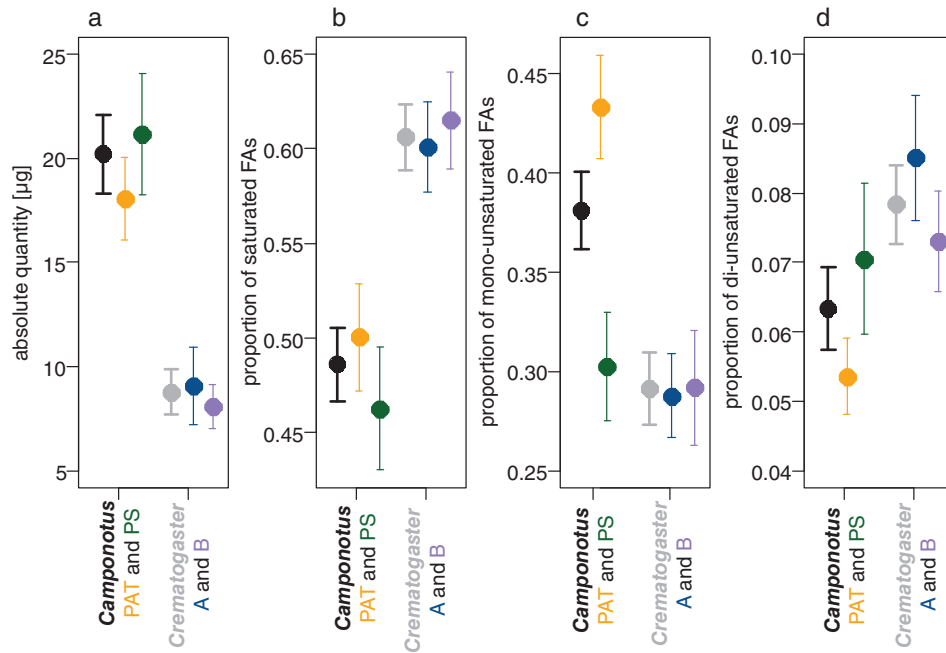 a
absolute quantity [µg]
25
20
15
10
5
Camponotus
PAT and PS
Crematogaster
A and B
b
proportion of saturated FAs
0.65
0.60
0.55
0.50
0.45
Camponotus
PAT and PS
Crematogaster
A and B
c
proportion of mono-unsaturated FAs
0.45
0.40
0.35
0.30
0.25
Camponotus
PAT and PS
Crematogaster
A and B
d
proportion of di-unsaturated FAs
0.10
0.09
0.08
0.07
0.06
0.05
0.04
Camponotus
PAT and PS
Crematogaster
A and B